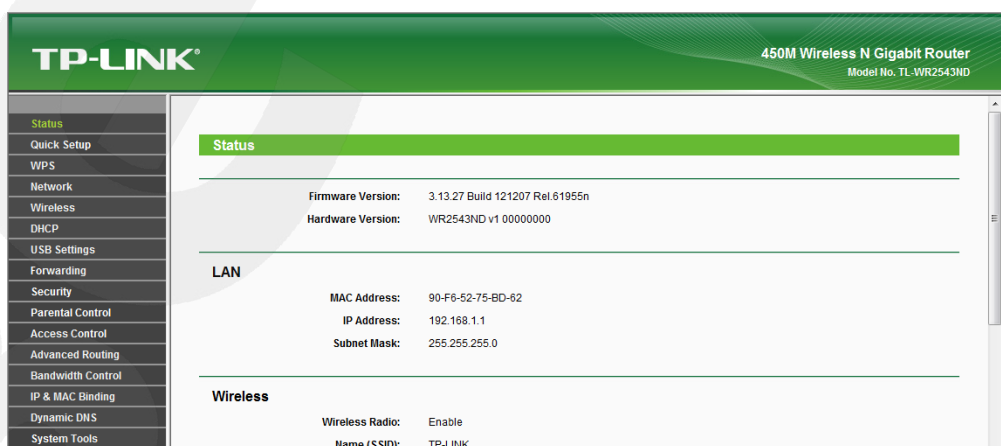 TP-LINK®
450M Wireless N Gigabit Router
Model No. TL-WR2543ND
Status
Quick Setup
WPS
Network
Wireless
DHCP
USB Settings
Forwarding
Security
Parental Control
Access Control
Advanced Routing
Bandwidth Control
IP & MAC Binding
Dynamic DNS
System Tools
Status
Firmware Version: 3.13.27 Build 121207 Rel.61955n
Hardware Version: WR2543ND v1 00000000
LAN
MAC Address: 90-F6-52-75-BD-62
IP Address: 192.168.1.1
Subnet Mask: 255.255.255.0
Wireless
Wireless Radio: Enable
Name (SSID): TP-LINK